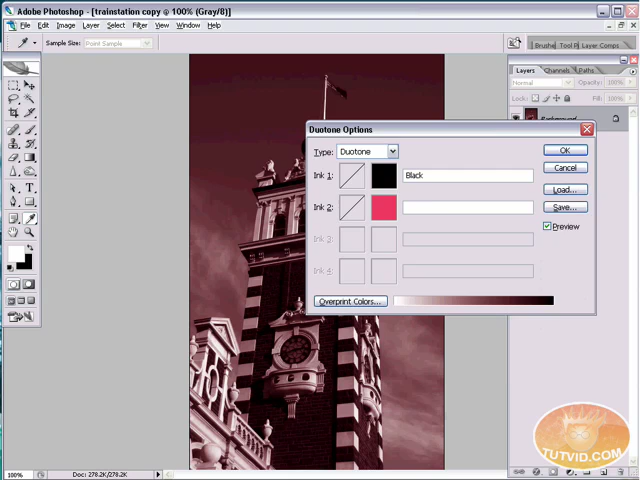 Adobe Photoshop - [trainstation copy @ 100% (Gray/8)]
File Edit Image Layer Select Filter View Window Help
Sample Size: Point Sample
Brushes Tool P Layer Comps
Layers Channels Paths
Normal Opacity: 100%
Lock: Fill: 100%
Background
Duotone Options
Type: Duotone
OK
Ink 1: Black
Cancel
Load...
Ink 2:
Save...
Preview
Ink 3:
Ink 4:
Overprint Colors...
TUTVID.COM
100% Doc: 278.2K/278.2K